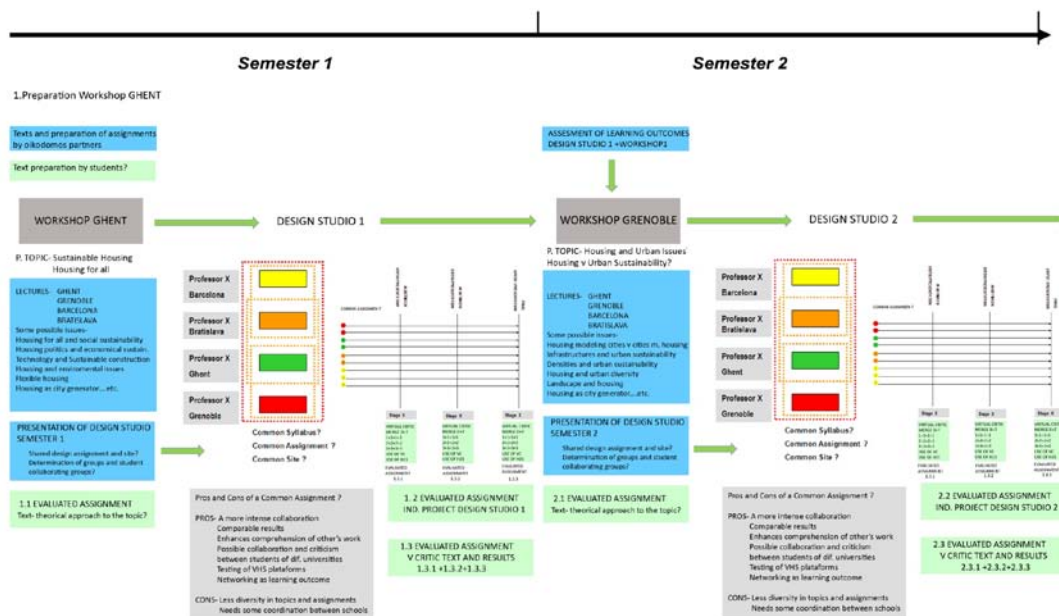 Semester 1
Semester 2
1.Preparation Workshop GHENT
Texts and preparation of assignments
by oikodomos partners
Text preparation by students?
ASSESMENT OF LEARNING OUTCOMES
DESIGN STUDIO 1 +WORKSHOP1
WORKSHOP GHENT
DESIGN STUDIO 1
WORKSHOP GRENOBLE
DESIGN STUDIO 2
P. TOPIC- Sustainable Housing
Housing for all
LECTURES- GHENT
GRENOBLE
BARCELONA
BRATISLAVA
Some possible issues-
Housing for all and social sustainability
Housing politics and economical sustain.
Technology and Sustainable construction
Housing and enviromental issues
Flexible housing
Housing as city generator,...etc.
PRESENTATION OF DESIGN STUDIO
SEMESTER 1
Shared design assignment and site?
Determination of groups and student
collaborating groups?
1.1 EVALUATED ASSIGNMENT
Text- theorical approach to the topic?
Professor X
Barcelona
Professor X
Bratislava
Professor X
Ghent
Professor X
Grenoble
Common Syllabus?
Common Assignment ?
Common Site ?
COMMON ASSIGNMENT ?
Pros and Cons of a Common Assignment ?
PROS- A more intense collaboration
Comparable results
Enhances comprehension of other's work
Possible collaboration and criticism
between students of dif. universities
Testing of VHS plataforms
Networking as learning outcome
CONS- Less diversity in topics and assignments
Needs some coordination between schools
1. 2 EVALUATED ASSIGNMENT
IND. PROJECT DESIGN STUDIO 1
1.3 EVALUATED ASSIGNMENT
V CRITIC TEXT AND RESULTS
1.3.1 +1.3.2+1.3.3
P. TOPIC- Housing and Urban Issues
Housing v Urban Sustainability?
LECTURES- GHENT
GRENOBLE
BARCELONA
BRATISLAVA
Some possible issues-
Housing modeling cities v cities m. housing
Infrastructures and urban sustainability
Densities and urban sustainability
Housing and urban diversity
Landscape and housing
Housing as city generator,...etc.
PRESENTATION OF DESIGN STUDIO
SEMESTER 2
Shared design assignment and site?
Determination of groups and student
collaborating groups?
2.1 EVALUATED ASSIGNMENT
Text- theorical approach to the topic?
Professor X
Barcelona
Professor X
Bratislava
Professor X
Ghent
Professor X
Grenoble
Common Syllabus?
Common Assignment ?
Common Site ?
COMMON ASSIGNMENT ?
Pros and Cons of a Common Assignment ?
PROS- A more intense collaboration
Comparable results
Enhances comprehension of other's work
Possible collaboration and criticism
between students of dif. universities
Testing of VHS plataforms
Networking as learning outcome
CONS- Less diversity in topics and assignments
Needs some coordination between schools
2.2 EVALUATED ASSIGNMENT
IND. PROJECT DESIGN STUDIO 2
2.3 EVALUATED ASSIGNMENT
V CRITIC TEXT AND RESULTS
2.3.1 +2.3.2+2.3.3